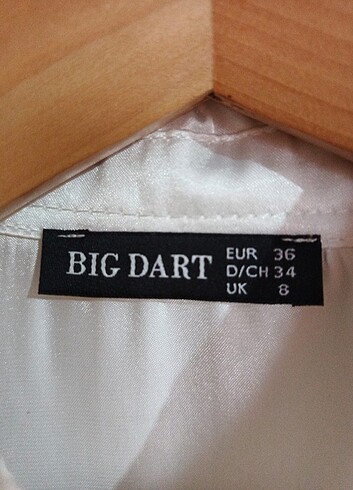 BIG DART
EUR 36
D/CH 34
UK 8